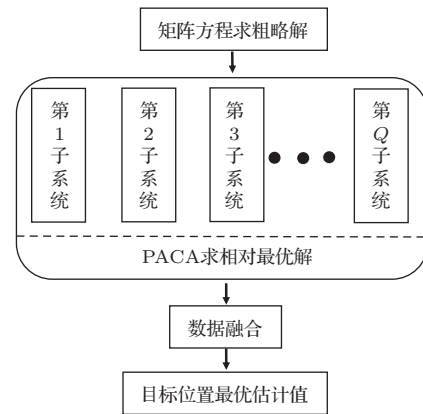 矩阵方程求粗略解
第1子系统
第2子系统
第3子系统
第Q子系统
PACA求相对最优解
数据融合
目标位置最优估计值